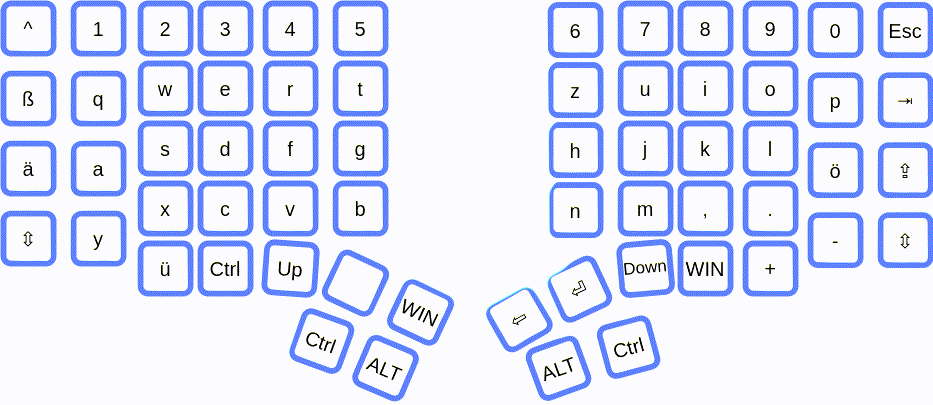 ^ 1 2 3 4 5 6 7 8 9 0 Esc
ß q w e r t z u i o p ⇥
ä a s d f g h j k l ö ⇪
⇳ y x c v b n m , . - ⇳
ü Ctrl Up WIN ⇦ ⏎ Down WIN +
Ctrl ALT ALT Ctrl